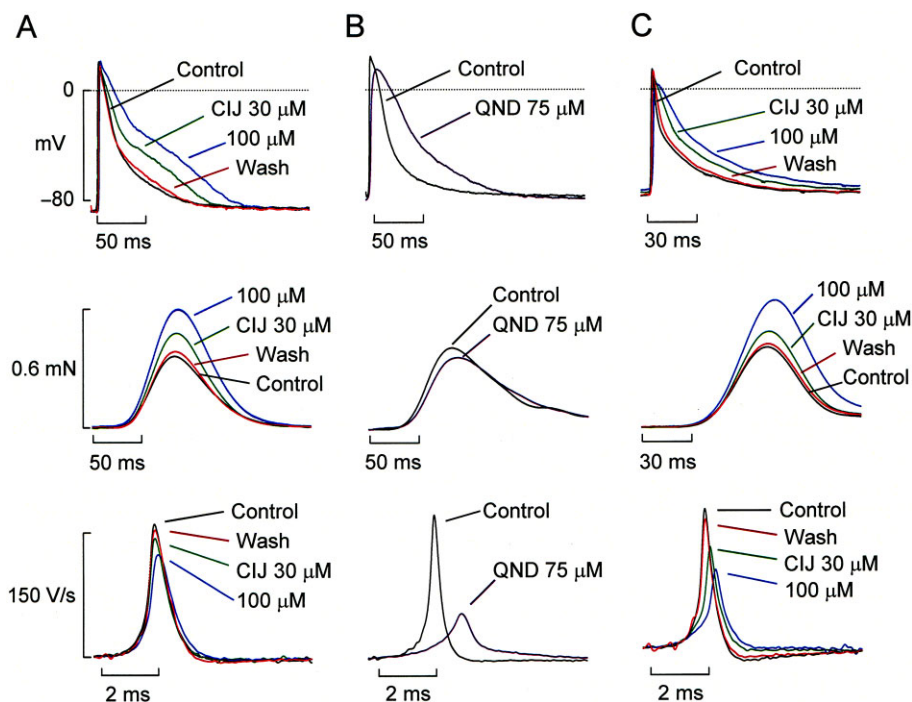 A
B
C
0
mV
−80
Control
CIJ 30 μM
100 μM
Wash
50 ms
Control
QND 75 μM
50 ms
Control
CIJ 30 μM
100 μM
Wash
30 ms
0.6 mN
100 μM
CIJ 30 μM
Wash
Control
50 ms
Control
QND 75 μM
50 ms
100 μM
CIJ 30 μM
Wash
Control
30 ms
150 V/s
Control
Wash
CIJ 30 μM
100 μM
2 ms
Control
QND 75 μM
2 ms
Control
Wash
CIJ 30 μM
100 μM
2 ms